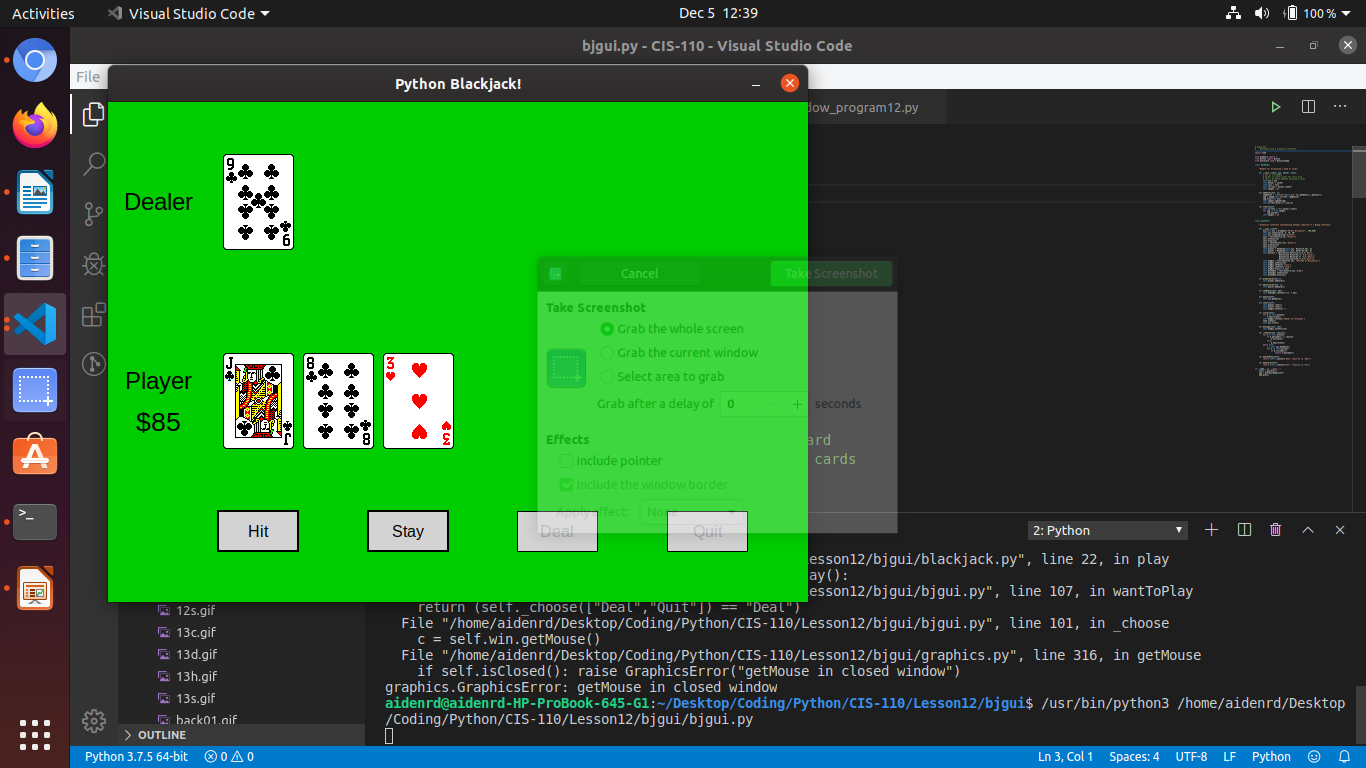 Activities Visual Studio Code Dec 5 12:39 100 %
bjgui.py - CIS-110 - Visual Studio Code
File
Python Blackjack!
dow_program12.py
9
Dealer
6
Cancel Take Screenshot
Take Screenshot
Grab the whole screen
Grab the current window
Select area to grab
Grab after a delay of 0 - + seconds
J 8 3
Player
$85
J 8 3
Effects
ard
Include pointer
cards
Include the window border
Apply effect: None
Hit Stay Deal Quit
2: Python
esson12/bjgui/blackjack.py", line 22, in play
ay():
esson12/bjgui/bjgui.py", line 107, in wantToPlay
return (self._choose(["Deal","Quit"]) == "Deal")
File "/home/aidenrd/Desktop/Coding/Python/CIS-110/Lesson12/bjgui/bjgui.py", line 101, in _choose
c = self.win.getMouse()
File "/home/aidenrd/Desktop/Coding/Python/CIS-110/Lesson12/bjgui/graphics.py", line 316, in getMouse
if self.isClosed(): raise GraphicsError("getMouse in closed window")
graphics.GraphicsError: getMouse in closed window
aidenrd@aidenrd-HP-ProBook-645-G1:~/Desktop/Coding/Python/CIS-110/Lesson12/bjgui$ /usr/bin/python3 /home/aidenrd/Desktop
/Coding/Python/CIS-110/Lesson12/bjgui/bjgui.py
12s.gif
13c.gif
13d.gif
13h.gif
13s.gif
back01.gif
OUTLINE
Python 3.7.5 64-bit 0 0 Ln 3, Col 1 Spaces: 4 UTF-8 LF Python